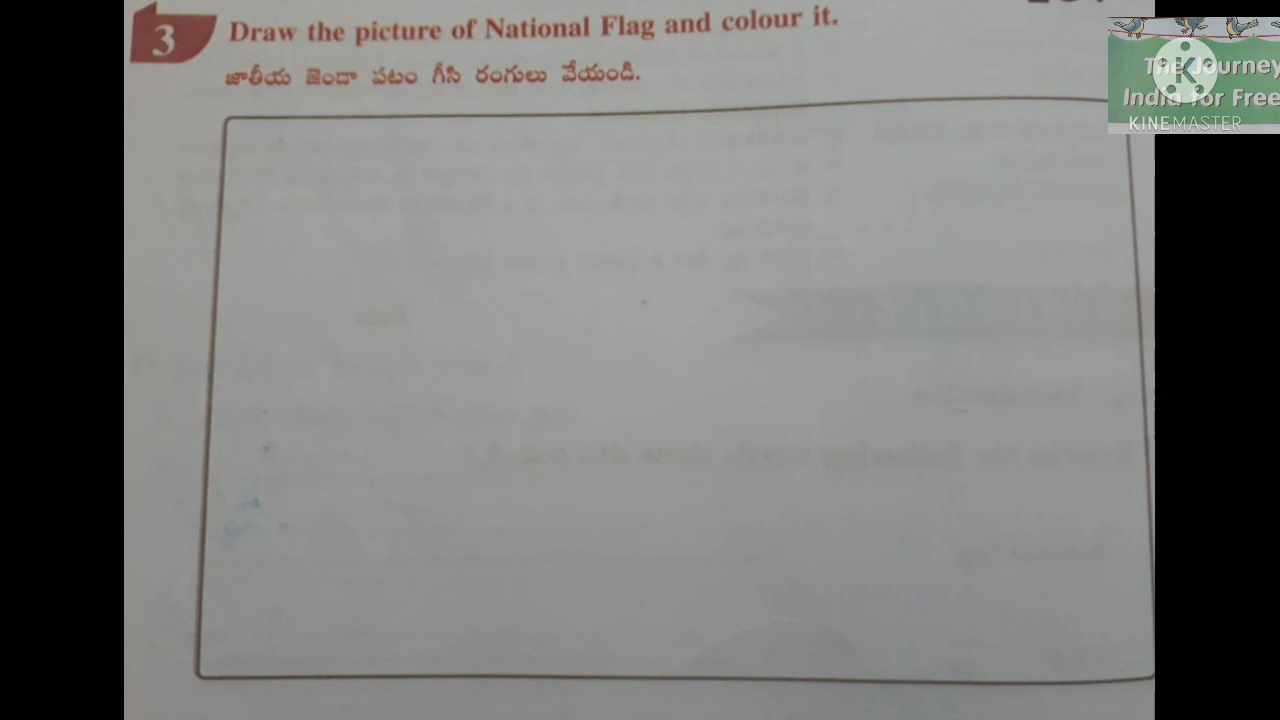 3
Draw the picture of National Flag and colour it.
జాతీయ జెండా పటం గీసి రంగులు వేయండి.
The Journey
India for Free
K
KINEMASTER